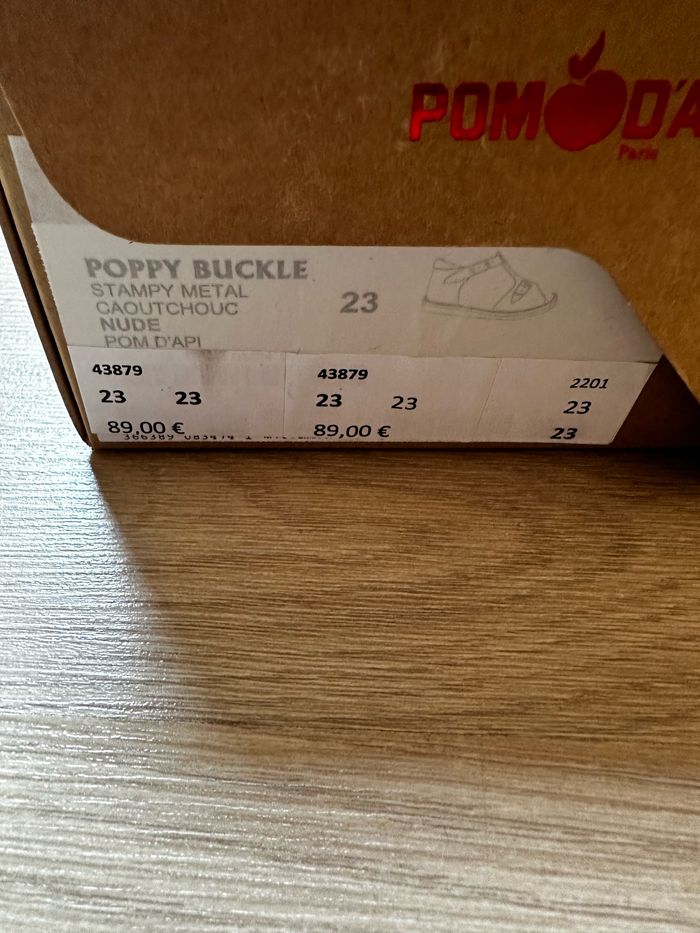 POM D'A
Paris
POPPY BUCKLE
STAMPY METAL
CAOUTCHOUC
NUDE
POM D'API
23
43879
23 23
89,00 €
43879
23 23
89,00 €
2201
23
23